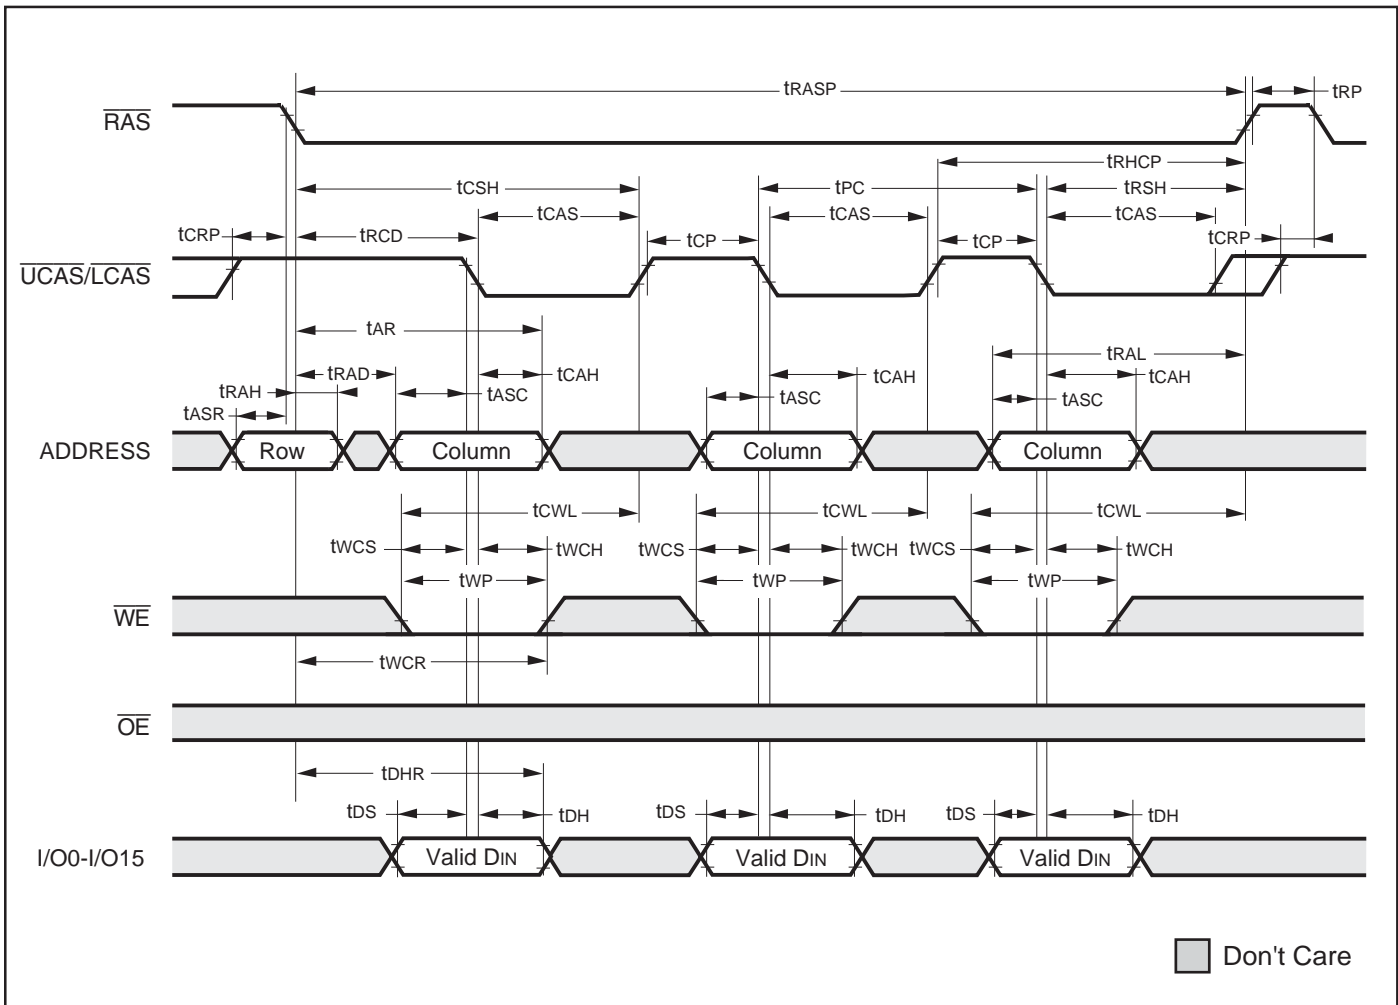 tRASP
tRP
RAS
tRHCP
tCSH
tPC
tRSH
tCAS
tCAS
tCAS
tCRP
tRCD
tCP
tCP
tCRP
UCAS/LCAS
tAR
tRAL
tRAH
tRAD
tCAH
tCAH
tCAH
tASR
tASC
tASC
tASC
ADDRESS
Row
Column
Column
Column
tCWL
tCWL
tCWL
tWCS
tWCH
tWCS
tWCH
tWCS
tWCH
tWP
tWP
tWP
WE
tWCR
OE
tDHR
tDS
tDH
tDS
tDH
tDS
tDH
I/O0-I/O15
Valid DIN
Valid DIN
Valid DIN
Don't Care